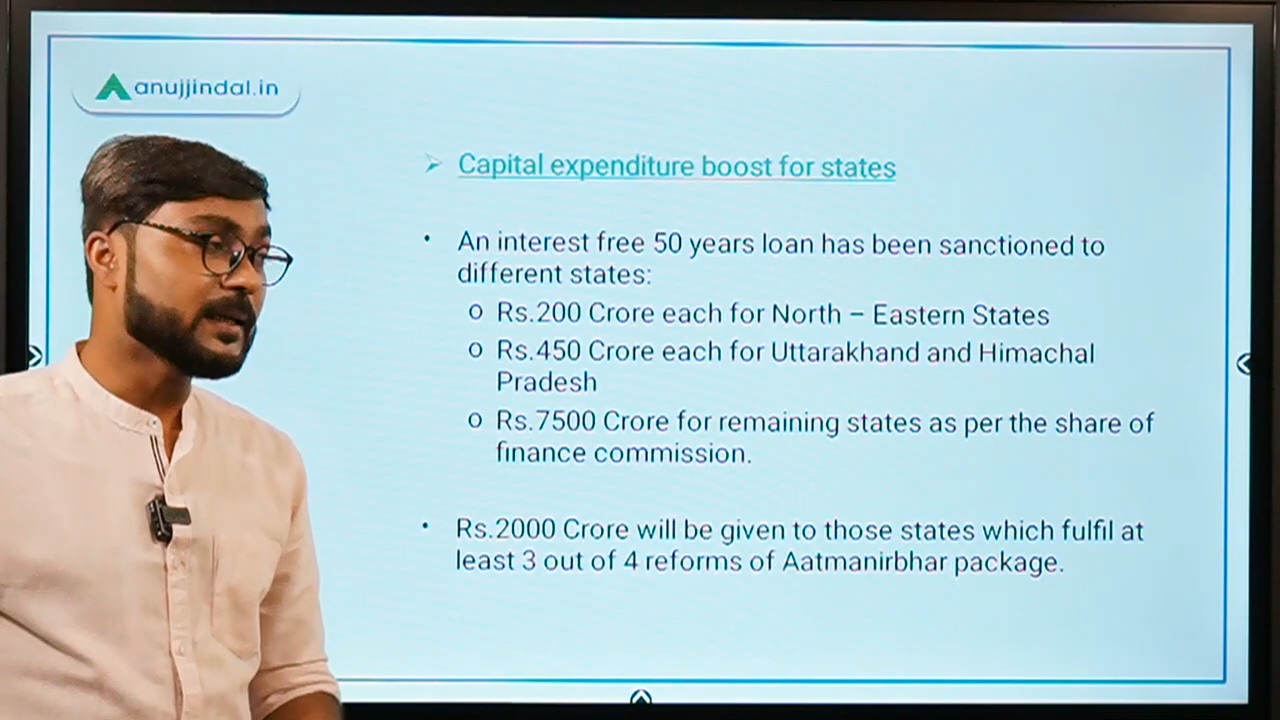 anujjindal.in
Capital expenditure boost for states
• An interest free 50 years loan has been sanctioned to
different states:
o Rs.200 Crore each for North – Eastern States
o Rs.450 Crore each for Uttarakhand and Himachal
Pradesh
o Rs.7500 Crore for remaining states as per the share of
finance commission.
• Rs.2000 Crore will be given to those states which fulfil at
least 3 out of 4 reforms of Aatmanirbhar package.